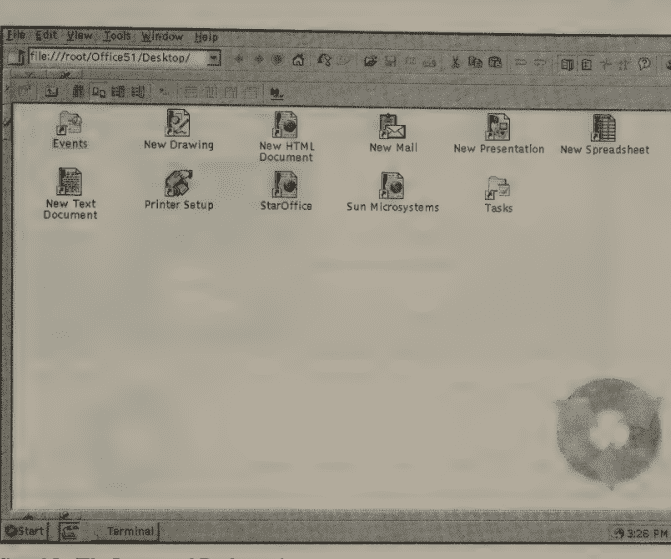 File Edit View Tools Window Help
file:///root/Office51/Desktop/
Events
New Drawing
New HTML
Document
New Mail
New Presentation
New Spreadsheet
New Text
Document
Printer Setup
StarOffice
Sun Microsystems
Tasks
Start
Terminal
3:26 PM